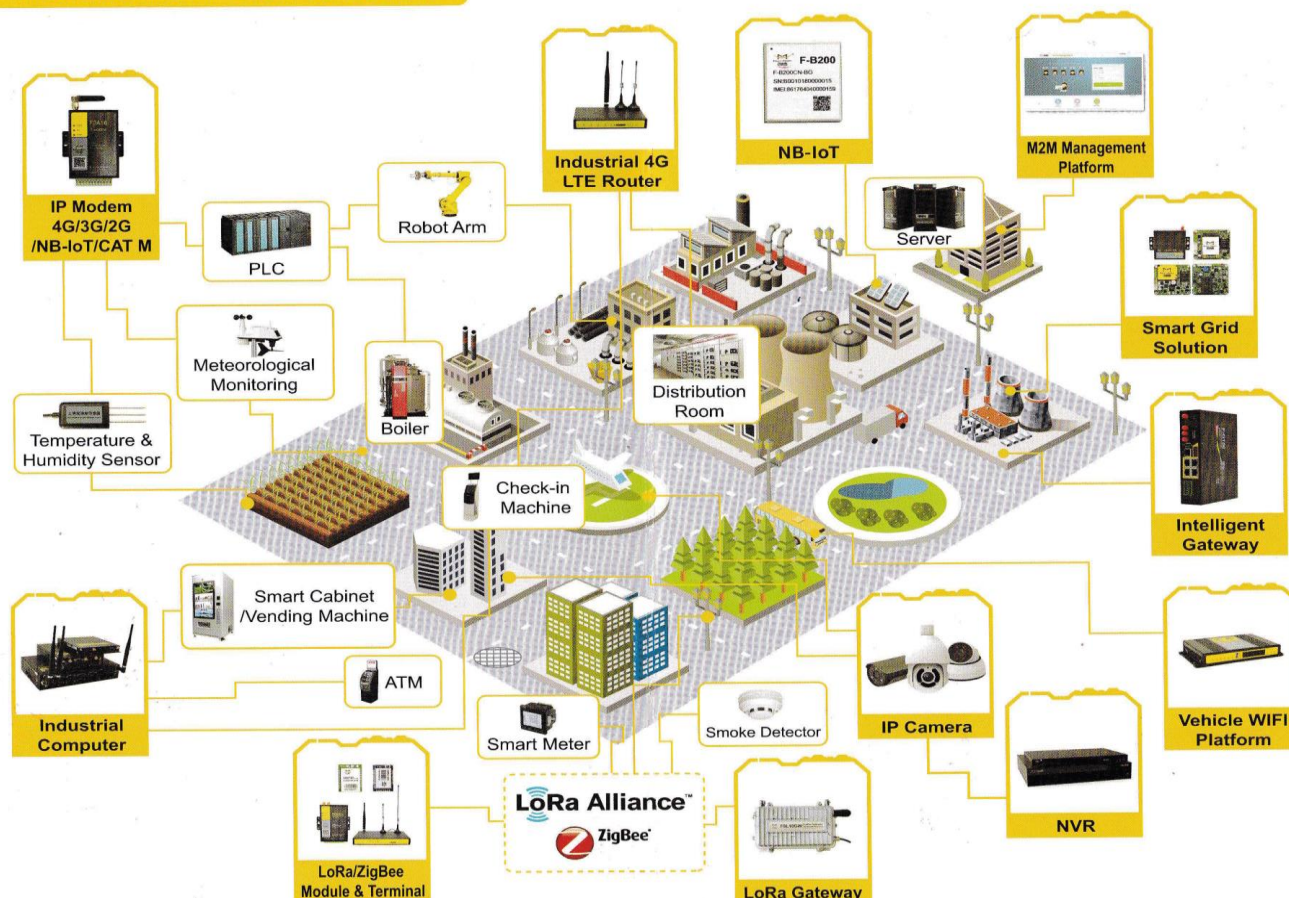 F-B200
F-B200CN-BG
NB-IoT
Industrial 4G
LTE Router
M2M Management
Platform
IP Modem
4G/3G/2G
/NB-IoT/CAT M
Robot Arm
PLC
Server
Smart Grid
Solution
Meteorological
Monitoring
Distribution
Room
Boiler
Temperature &
Humidity Sensor
Check-in
Machine
Intelligent
Gateway
Smart Cabinet
/Vending Machine
ATM
Industrial
Computer
Smart Meter
Smoke Detector
IP Camera
Vehicle WIFI
Platform
NVR
LoRa Alliance™
ZigBee®
LoRa/ZigBee
Module & Terminal
LoRa Gateway